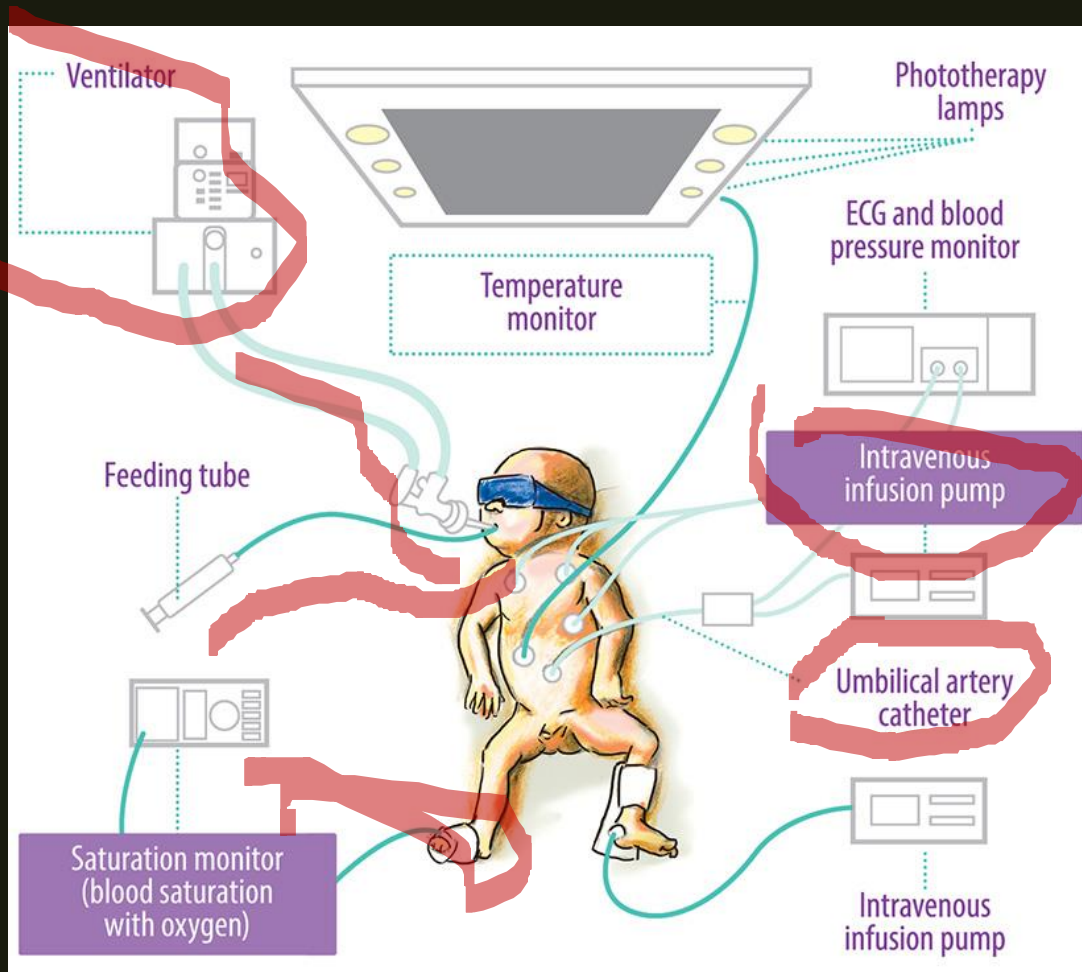 Ventilator
Phototherapy
lamps
ECG and blood
pressure monitor
Temperature
monitor
Feeding tube
Intravenous
infusion pump
Umbilical artery
catheter
Saturation monitor
(blood saturation
with oxygen)
Intravenous
infusion pump